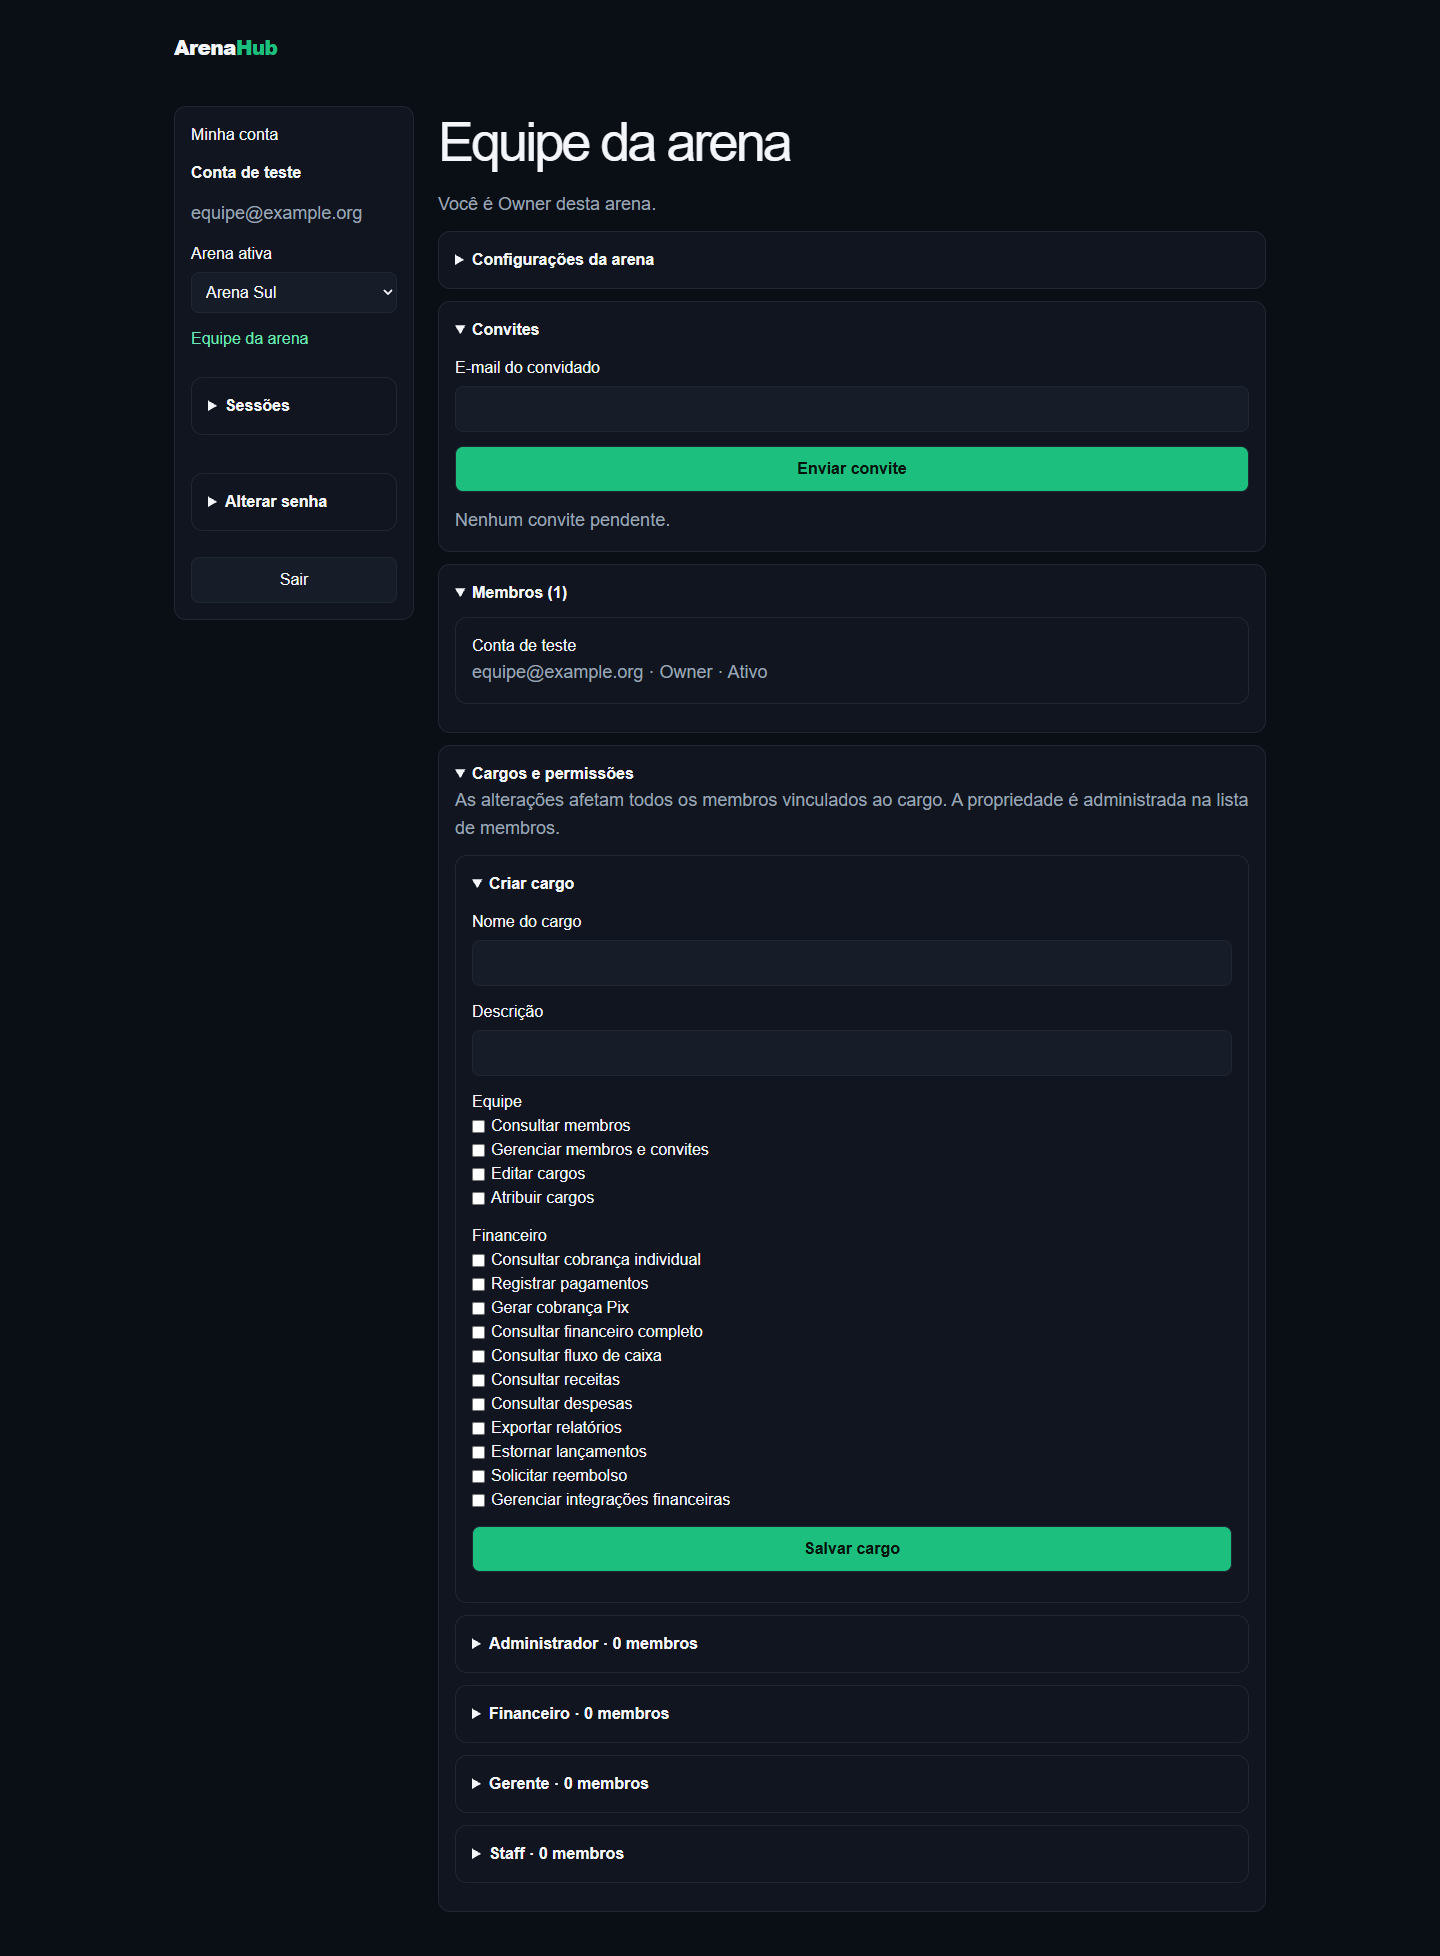 ArenaHub
Minha conta
Conta de teste
equipe@example.org
Arena ativa
Arena Sul
Equipe da arena
Sessões
Alterar senha
Sair
Equipe da arena
Você é Owner desta arena.
Configurações da arena
Convites
E-mail do convidado
Enviar convite
Nenhum convite pendente.
Membros (1)
Conta de teste
equipe@example.org · Owner · Ativo
Cargos e permissões
As alterações afetam todos os membros vinculados ao cargo. A propriedade é administrada na lista
de membros.
Criar cargo
Nome do cargo
Descrição
Equipe
Consultar membros
Gerenciar membros e convites
Editar cargos
Atribuir cargos
Financeiro
Consultar cobrança individual
Registrar pagamentos
Gerar cobrança Pix
Consultar financeiro completo
Consultar fluxo de caixa
Consultar receitas
Consultar despesas
Exportar relatórios
Estornar lançamentos
Solicitar reembolso
Gerenciar integrações financeiras
Salvar cargo
Administrador · 0 membros
Financeiro · 0 membros
Gerente · 0 membros
Staff · 0 membros